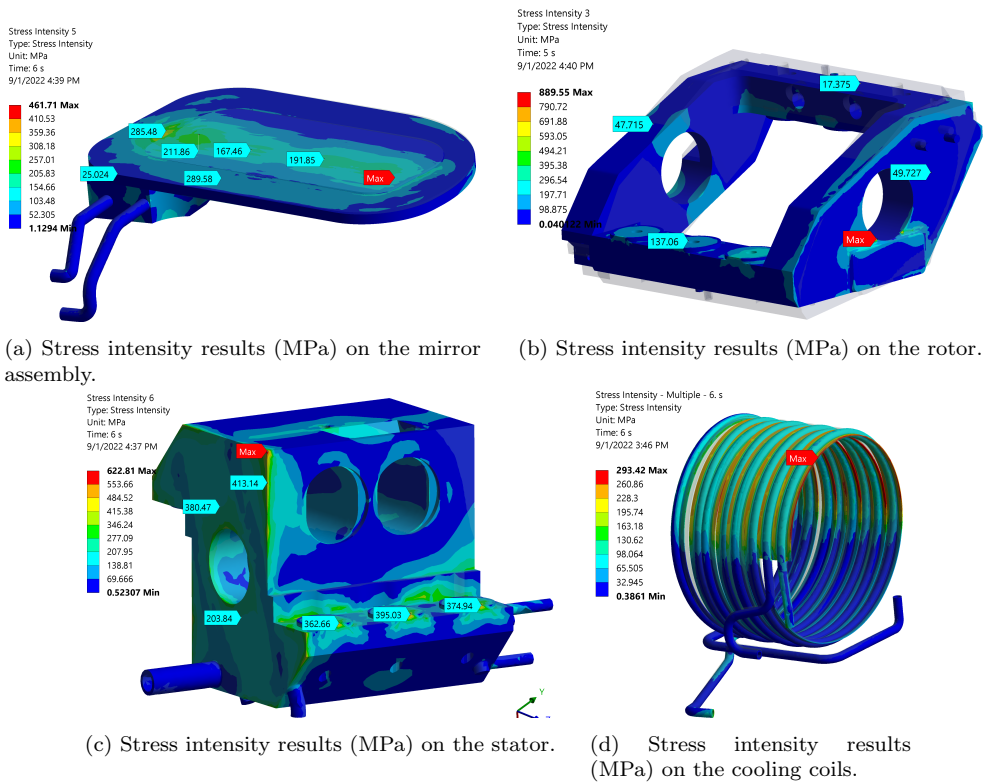 Stress Intensity 5
Type: Stress Intensity
Unit: MPa
Time: 6 s
9/1/2022 4:39 PM
461.71 Max
410.53
359.36
308.18
257.01
205.83
154.66
103.48
52.305
1.1294 Min
285.48
211.86
167.46
191.85
Max
25.024
289.58
Stress Intensity 3
Type: Stress Intensity
Unit: MPa
Time: 5 s
9/1/2022 4:40 PM
889.55 Max
790.72
691.88
593.05
494.21
395.38
296.54
197.71
98.875
17.375
47.715
49.727
137.06
Max
(a) Stress intensity results (MPa) on the mirror
assembly.
(b) Stress intensity results (MPa) on the rotor.
Stress Intensity 6
Type: Stress Intensity
Unit: MPa
Time: 6 s
9/1/2022 4:37 PM
622.81 Max
553.66
484.52
415.38
346.24
277.09
207.95
138.81
69.666
0.52307 Min
Max
413.14
380.47
203.84
362.66
395.03
374.94
Y
Stress Intensity - Multiple - 6. s
Type: Stress Intensity
Unit: MPa
Time: 6 s
9/1/2022 3:46 PM
293.42 Max
260.86
228.3
195.74
163.18
130.62
98.064
65.505
32.945
0.3861 Min
Max
(c) Stress intensity results (MPa) on the stator.
(d) Stress intensity results
(MPa) on the cooling coils.